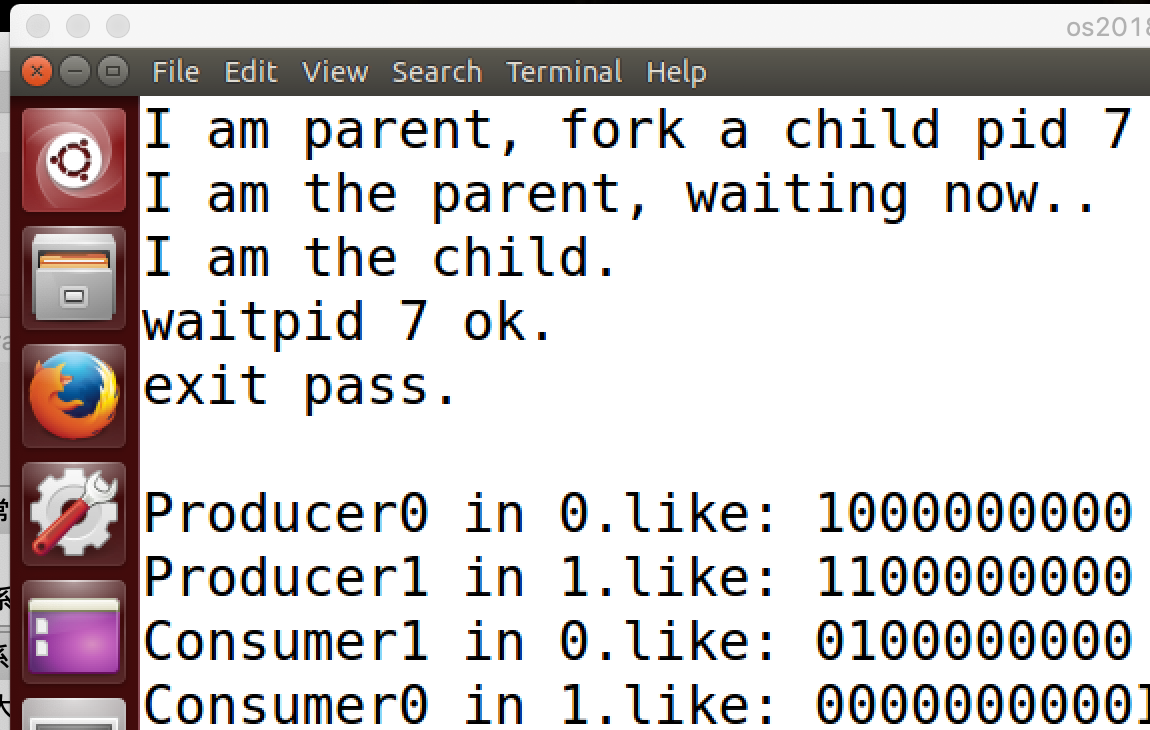 os2018
File Edit View Search Terminal Help
I am parent, fork a child pid 7
I am the parent, waiting now..
I am the child.
waitpid 7 ok.
exit pass.
Producer0 in 0.like: 1000000000
Producer1 in 1.like: 1100000000
Consumer1 in 0.like: 0100000000
Consumer0 in 1.like: 0000000000